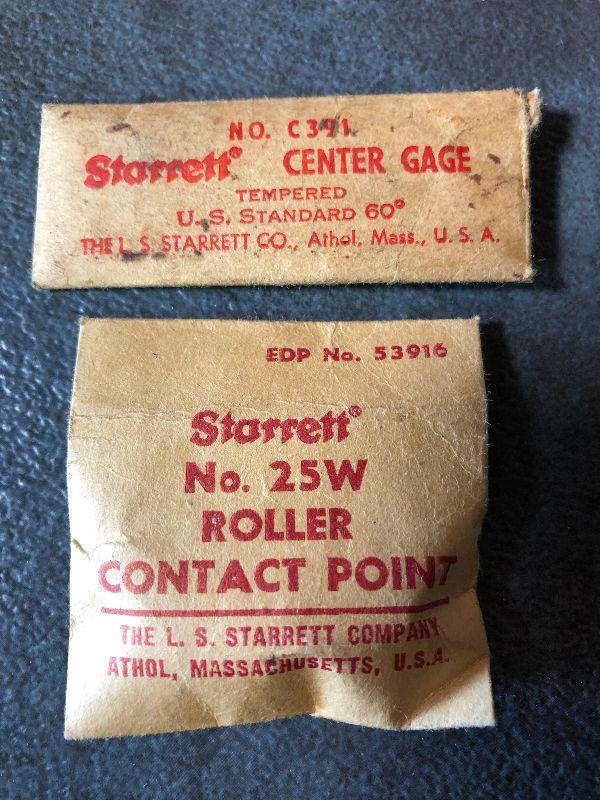 NO. C391
Starrett® CENTER GAGE
TEMPERED
U. S. STANDARD 60°
THE L. S. STARRETT CO., Athol, Mass., U. S. A.
EDP No. 53916
Starrett®
No. 25W
ROLLER
CONTACT POINT
THE L. S. STARRETT COMPANY
ATHOL, MASSACHUSETTS, U.S.A.